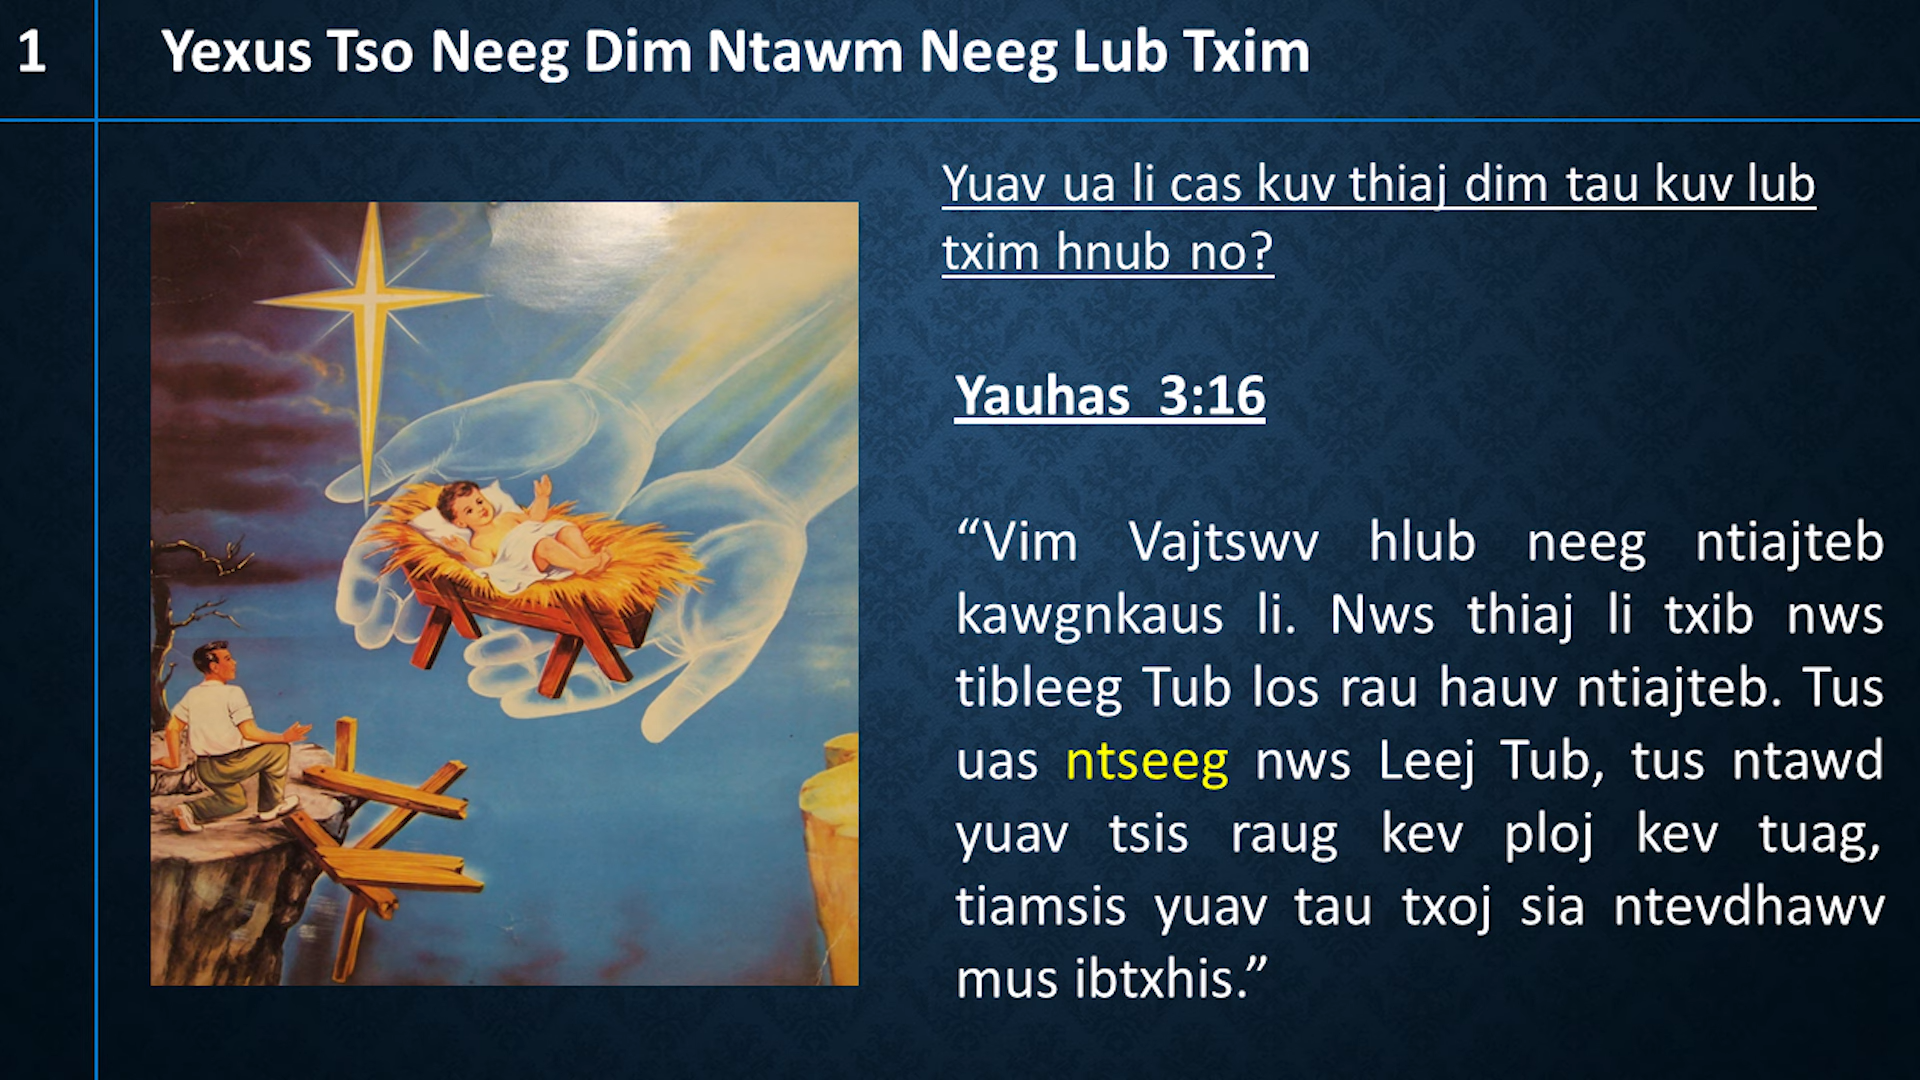 1
Yexus Tso Neeg Dim Ntawm Neeg Lub Txim
Yuav ua li cas kuv thiaj dim tau kuv lub
txim hnub no?
Yauhas 3:16
“Vim Vajtswv hlub neeg ntiajteb
kawgnkaus li. Nws thiaj li txib nws
tibleeg Tub los rau hauv ntiajteb. Tus
uas ntseeg nws Leej Tub, tus ntawd
yuav tsis raug kev ploj kev tuag,
tiamsis yuav tau txoj sia ntevdhawv
mus ibtxhis.”